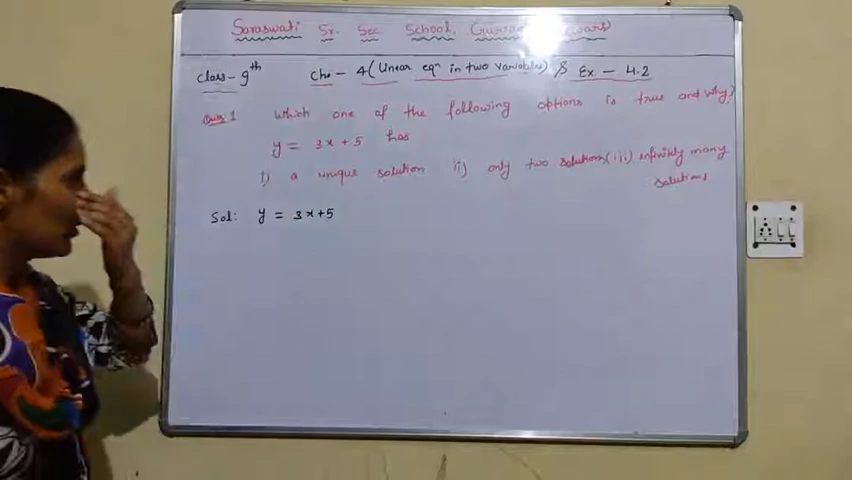 Saraswati Sr. Sec School,
Class - 9th Ch:- 4 (Linear eqn in two variables) & Ex. - 4.2
Ques 1 Which one of the following options is true and why?
y = 3x + 5 has
i) a unique solution ii) only two solutions (iii) infinitely many
solutions
Sol: y = 3x+5